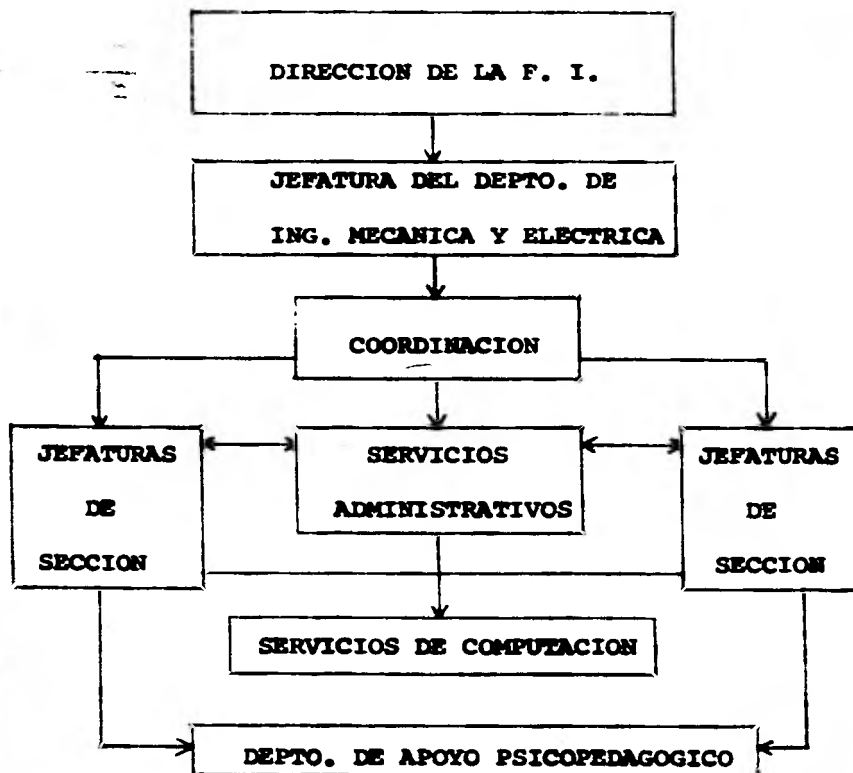 DIRECCION DE LA F. I.
JEFATURA DEL DEPTO. DE
ING. MECANICA Y ELECTRICA
COORDINACION
JEFATURAS
DE
SECCION
SERVICIOS
ADMINISTRATIVOS
JEFATURAS
DE
SECCION
SERVICIOS DE COMPUTACION
DEPTO. DE APOYO PSICOPEDAGOGICO